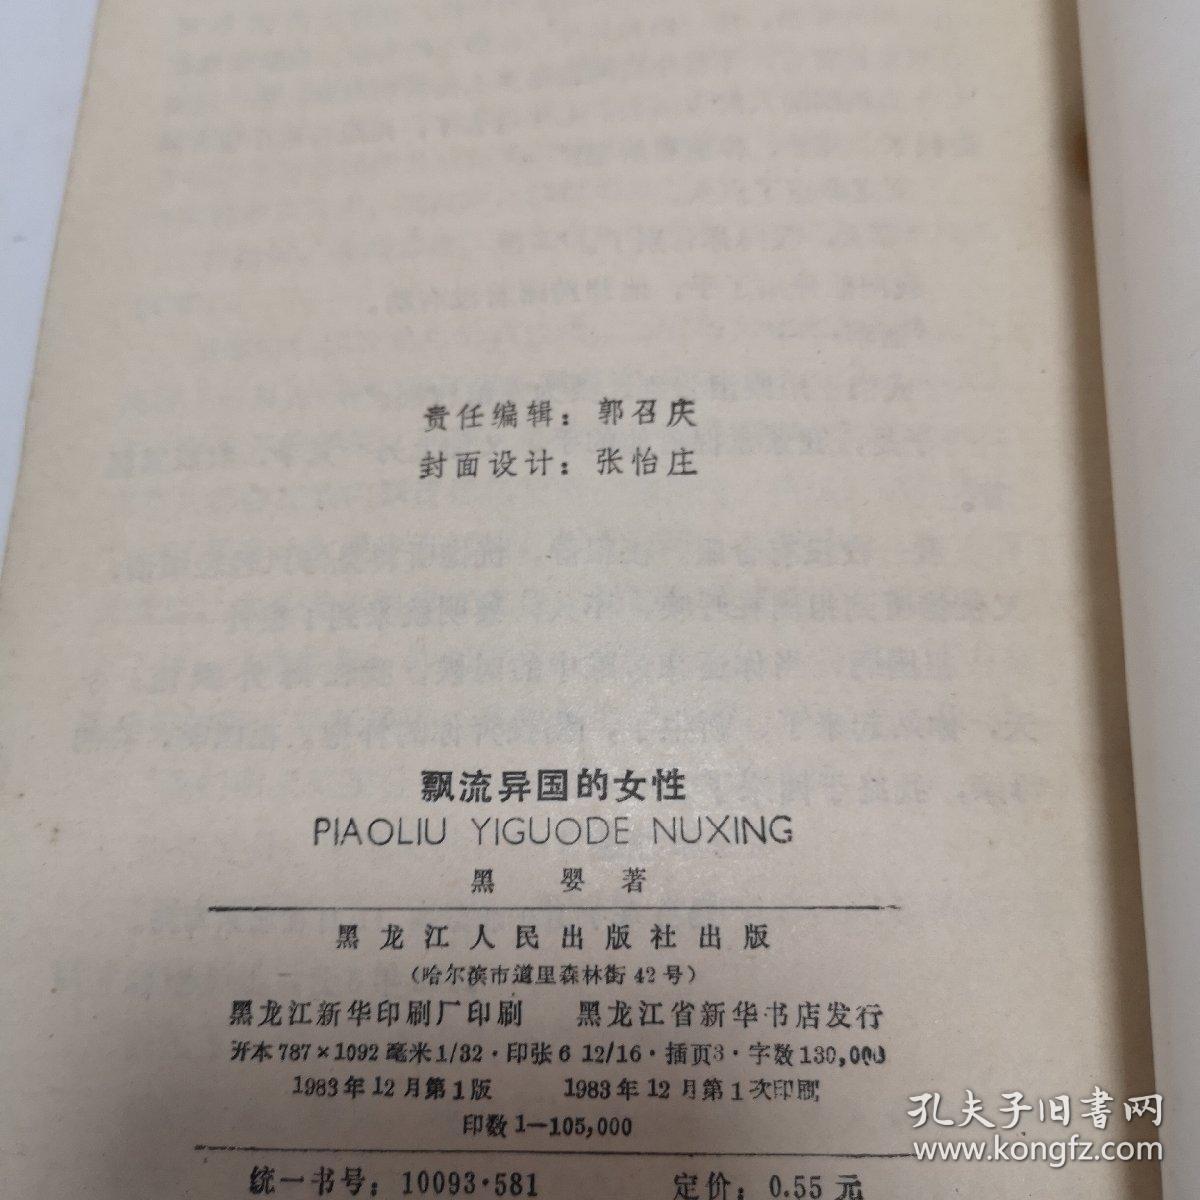 责任编辑：郭召庆
封面设计：张怡庄
飘流异国的女性
PIAOLIU YIGUODE NUXING
黑 婴 著
黑龙江人民出版社出版
（哈尔滨市道里森林街42号）
黑龙江新华印刷厂印刷 黑龙江省新华书店发行
开本787×1092毫米1/32·印张6 12/16·插页3·字数130,000
1983年12月第1版 1983年12月第1次印刷
印数1—105,000
统一书号：10093·581 定价：0.55元
孔夫子旧书网
www.kongfz.com